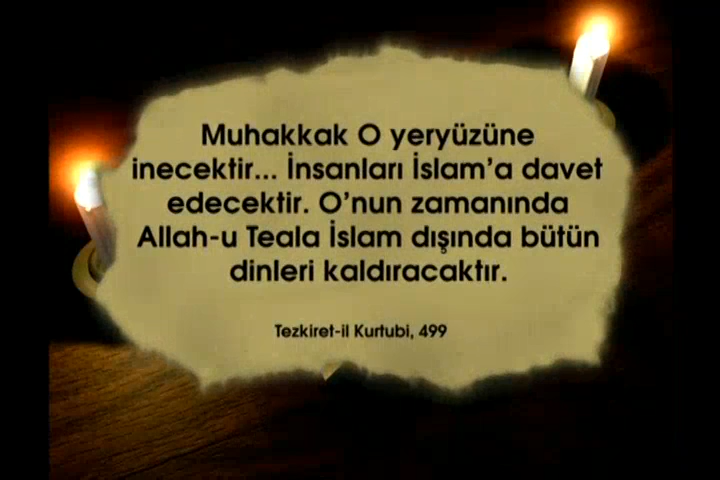 Muhakkak O yeryüzüne
inecektir... İnsanları İslam'a davet
edecektir. O'nun zamanında
Allah-u Teala İslam dışında bütün
dinleri kaldıracaktır.
Tezkiret-il Kurtubi, 499